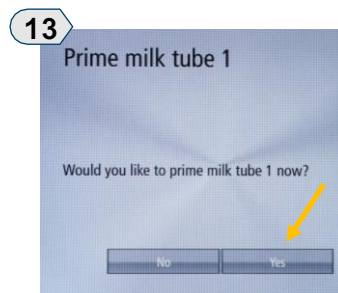 13
Prime milk tube 1
Would you like to prime milk tube 1 now?
No Yes